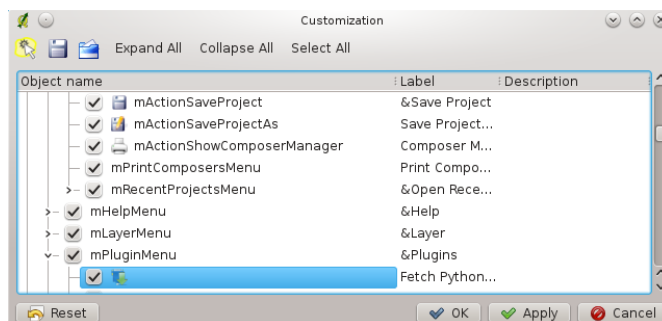 Customization
Expand All Collapse All Select All
Object name Label Description
mActionSaveProject &Save Project
mActionSaveProjectAs Save Project...
mActionShowComposerManager Composer M...
mPrintComposersMenu Print Compo...
mRecentProjectsMenu &Open Rece...
mHelpMenu &Help
mLayerMenu &Layer
mPluginMenu &Plugins
Fetch Python...
Reset OK Apply Cancel